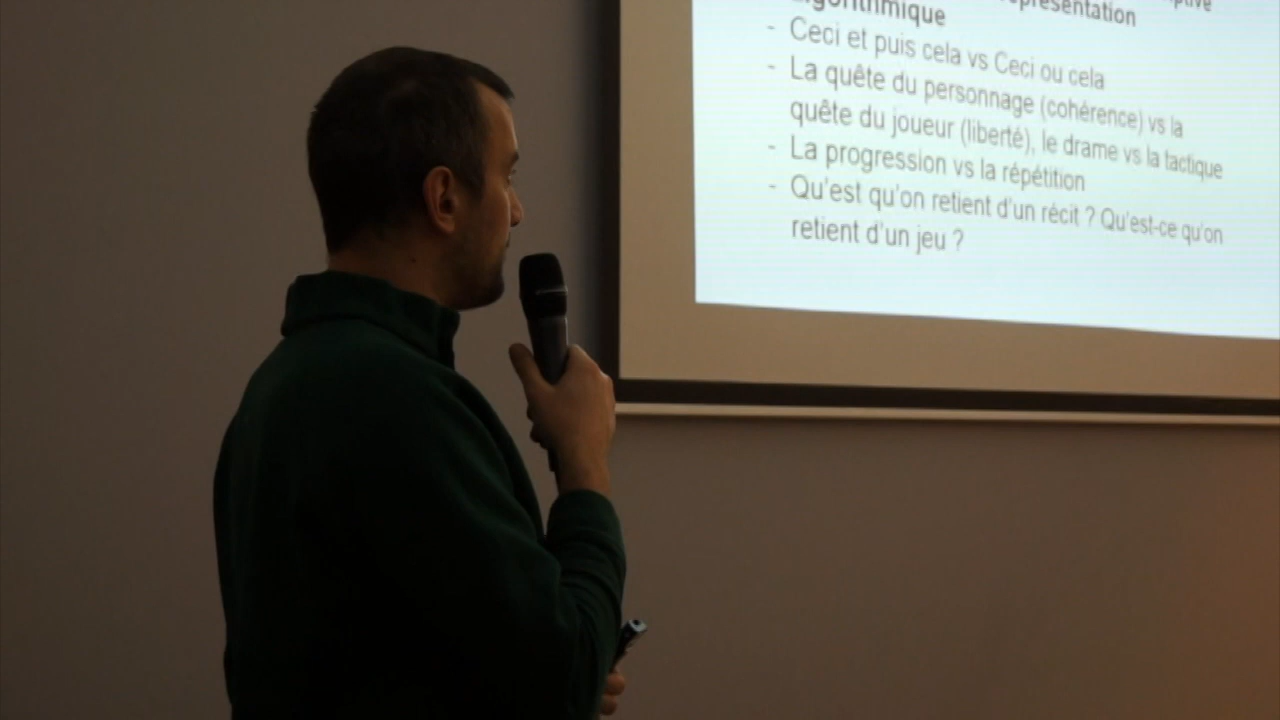 représentation
algorithmique
- Ceci et puis cela vs Ceci ou cela
- La quête du personnage (cohérence) vs la
quête du joueur (liberté), le drame vs la tactique
- La progression vs la répétition
- Qu'est qu'on retient d'un récit ? Qu'est-ce qu'on
retient d'un jeu ?